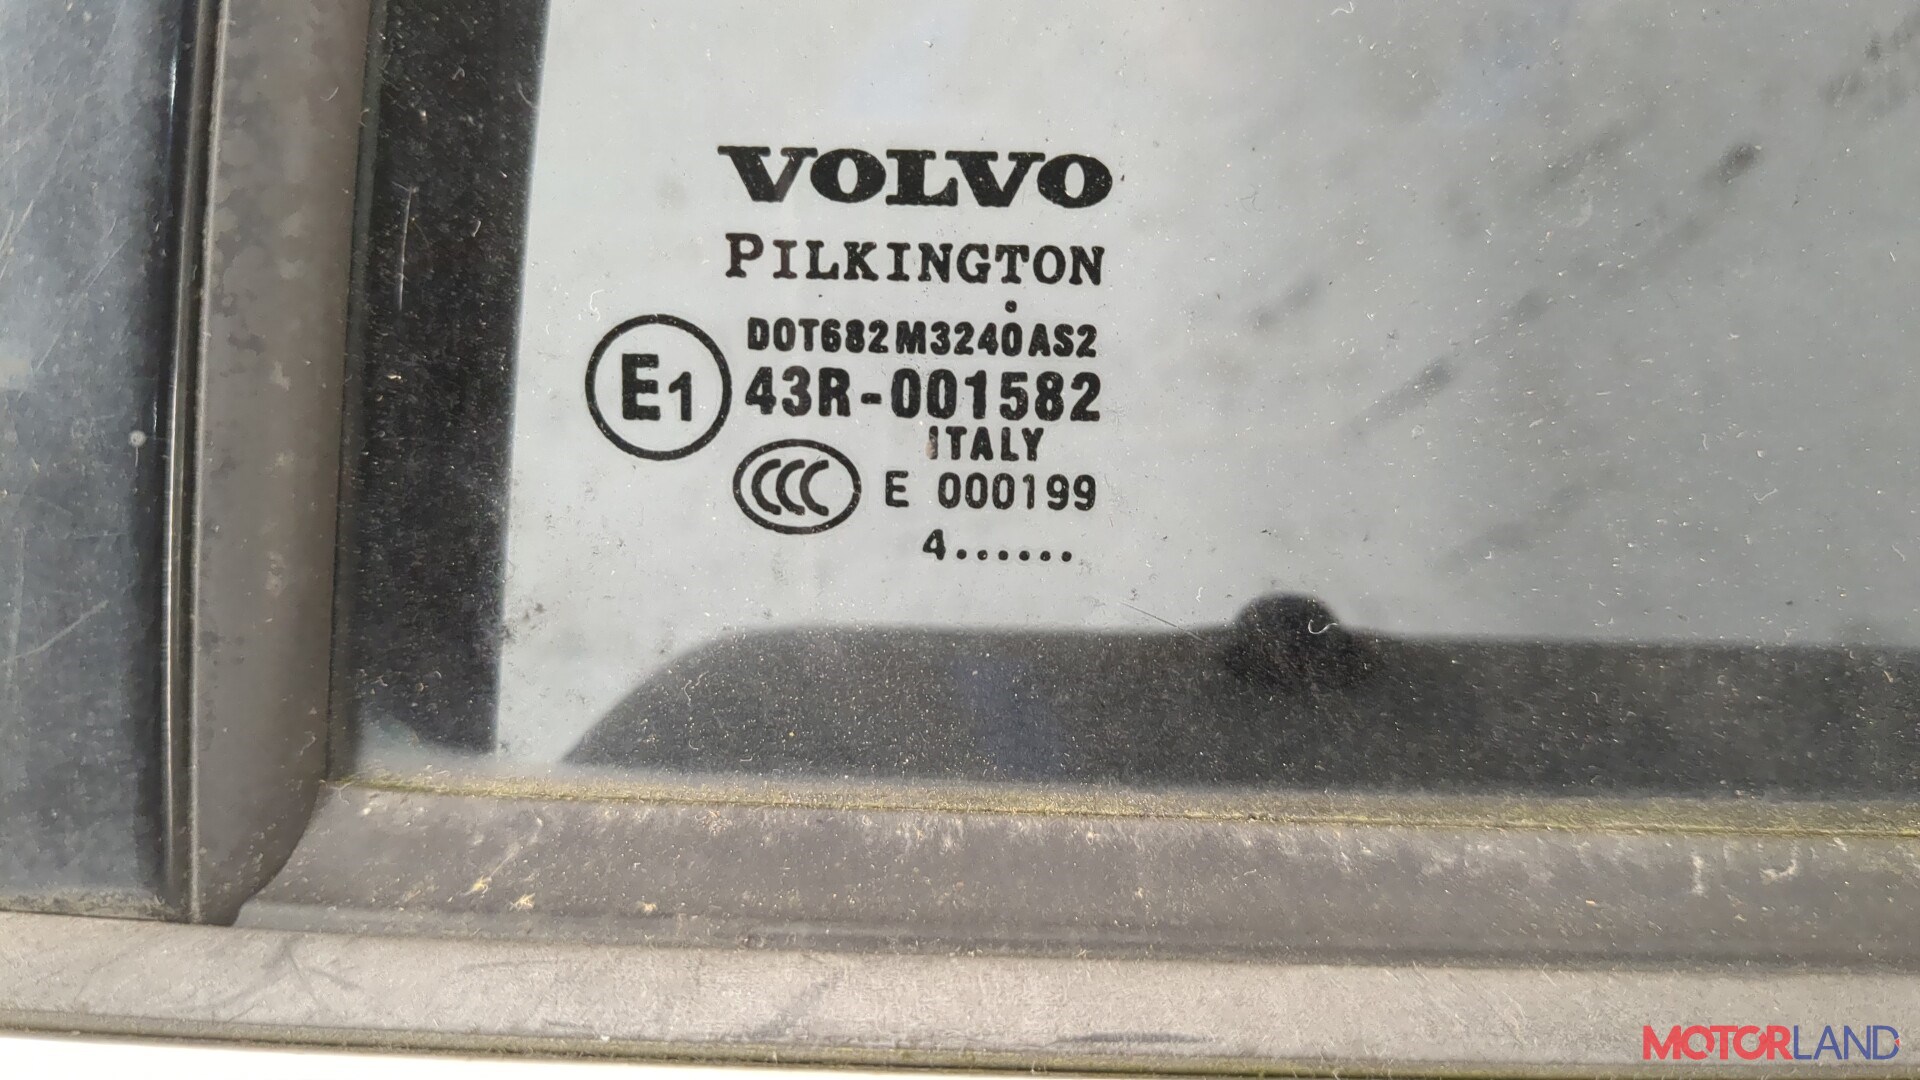 VOLVO
PILKINGTON
DOT682M3240AS2
E1 43R-001582
ITALY
CCC E 000199
4......
MOTORLAND